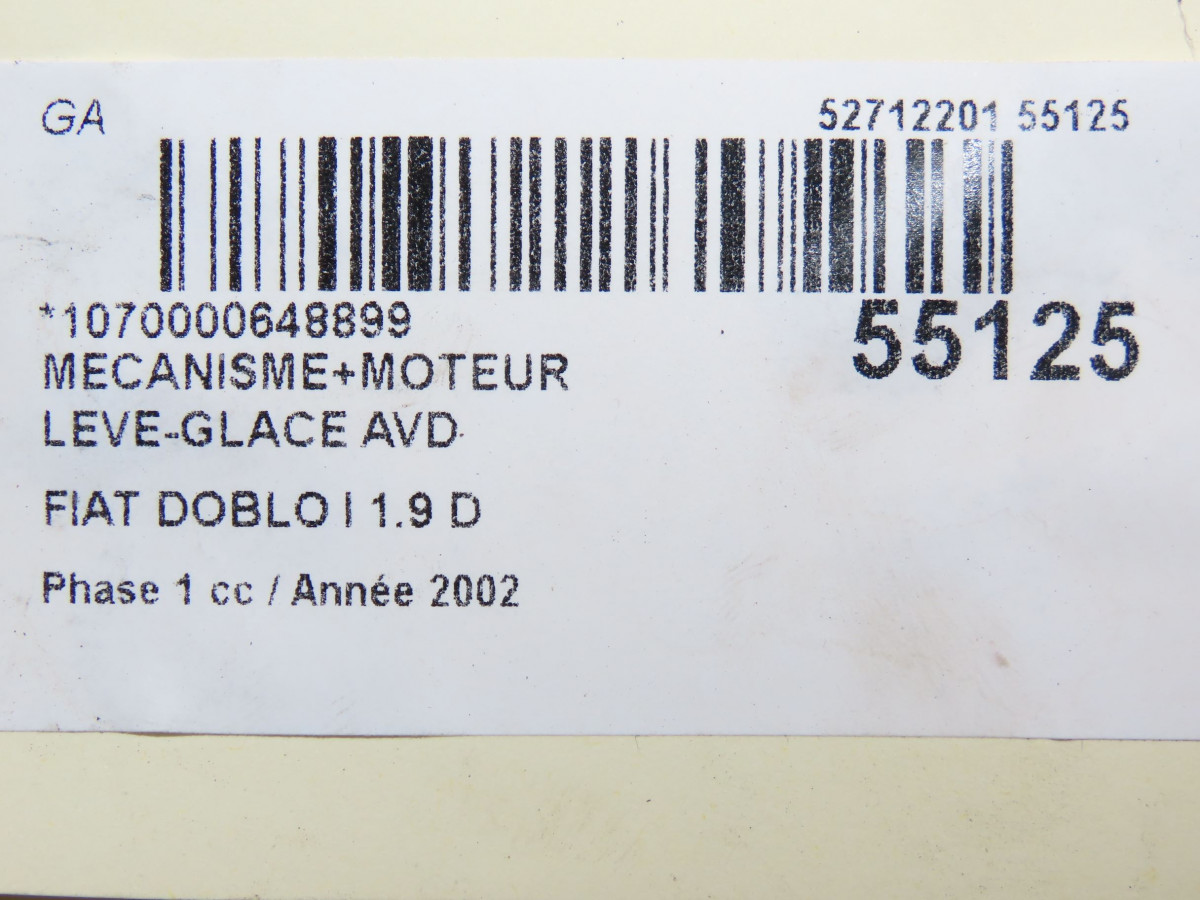 GA
52712201 55125
*1070000648899
55125
MECANISME+MOTEUR
LEVE-GLACE AVD
FIAT DOBLO I 1.9 D
Phase 1 cc / Année 2002